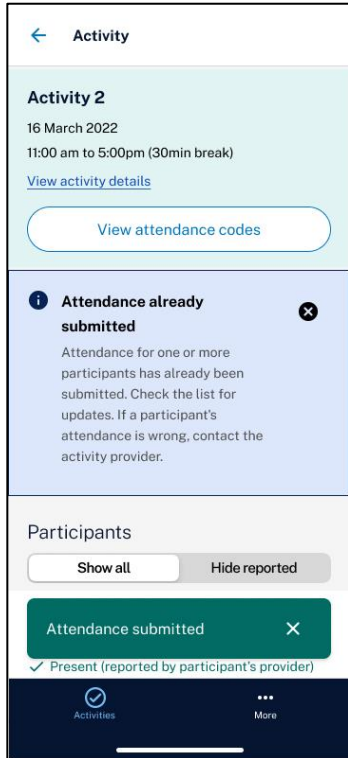 Activity
Activity 2
16 March 2022
11:00 am to 5:00pm (30min break)
View activity details
View attendance codes
Attendance already
submitted
Attendance for one or more
participants has already been
submitted. Check the list for
updates. If a participant's
attendance is wrong, contact the
activity provider.
Participants
Show all
Hide reported
Attendance submitted
Present (reported by participant's provider)
Activities
More